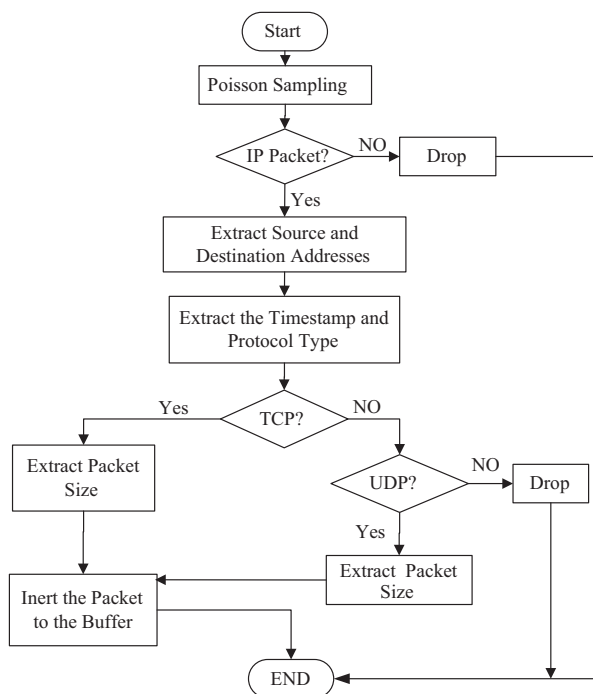 Start
Poisson Sampling
IP Packet?
NO
Drop
Yes
Extract Source and
Destination Addresses
Extract the Timestamp and
Protocol Type
Yes
TCP?
NO
Extract Packet
Size
UDP?
NO
Drop
Yes
Extract Packet
Size
Inert the Packet
to the Buffer
END